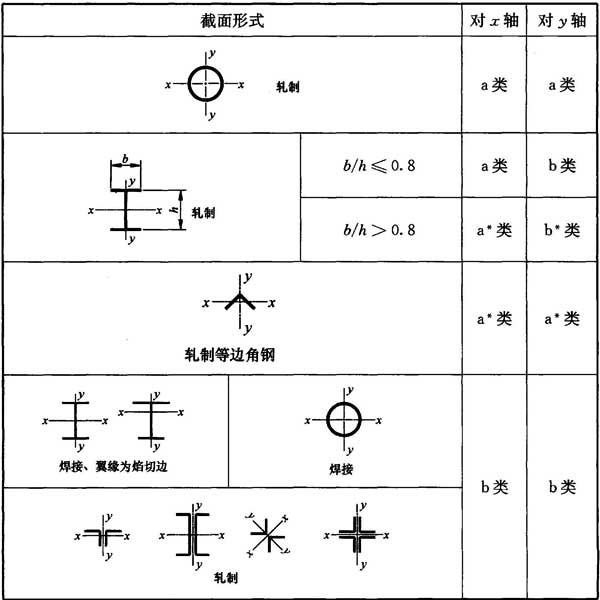 截面形式 对x轴 对y轴
y
x x 轧制 a类 a类
y
b
y
x x h 轧制
y
b/h≤0.8 a类 b类
b/h>0.8 a*类 b*类
y
x x a*类 a*类
y
轧制等边角钢
y y y
x x x x x
y y y
焊接、翼缘为焰切边 焊接
b类 b类
y y y x y
x x x x x y x x
y y y
轧制